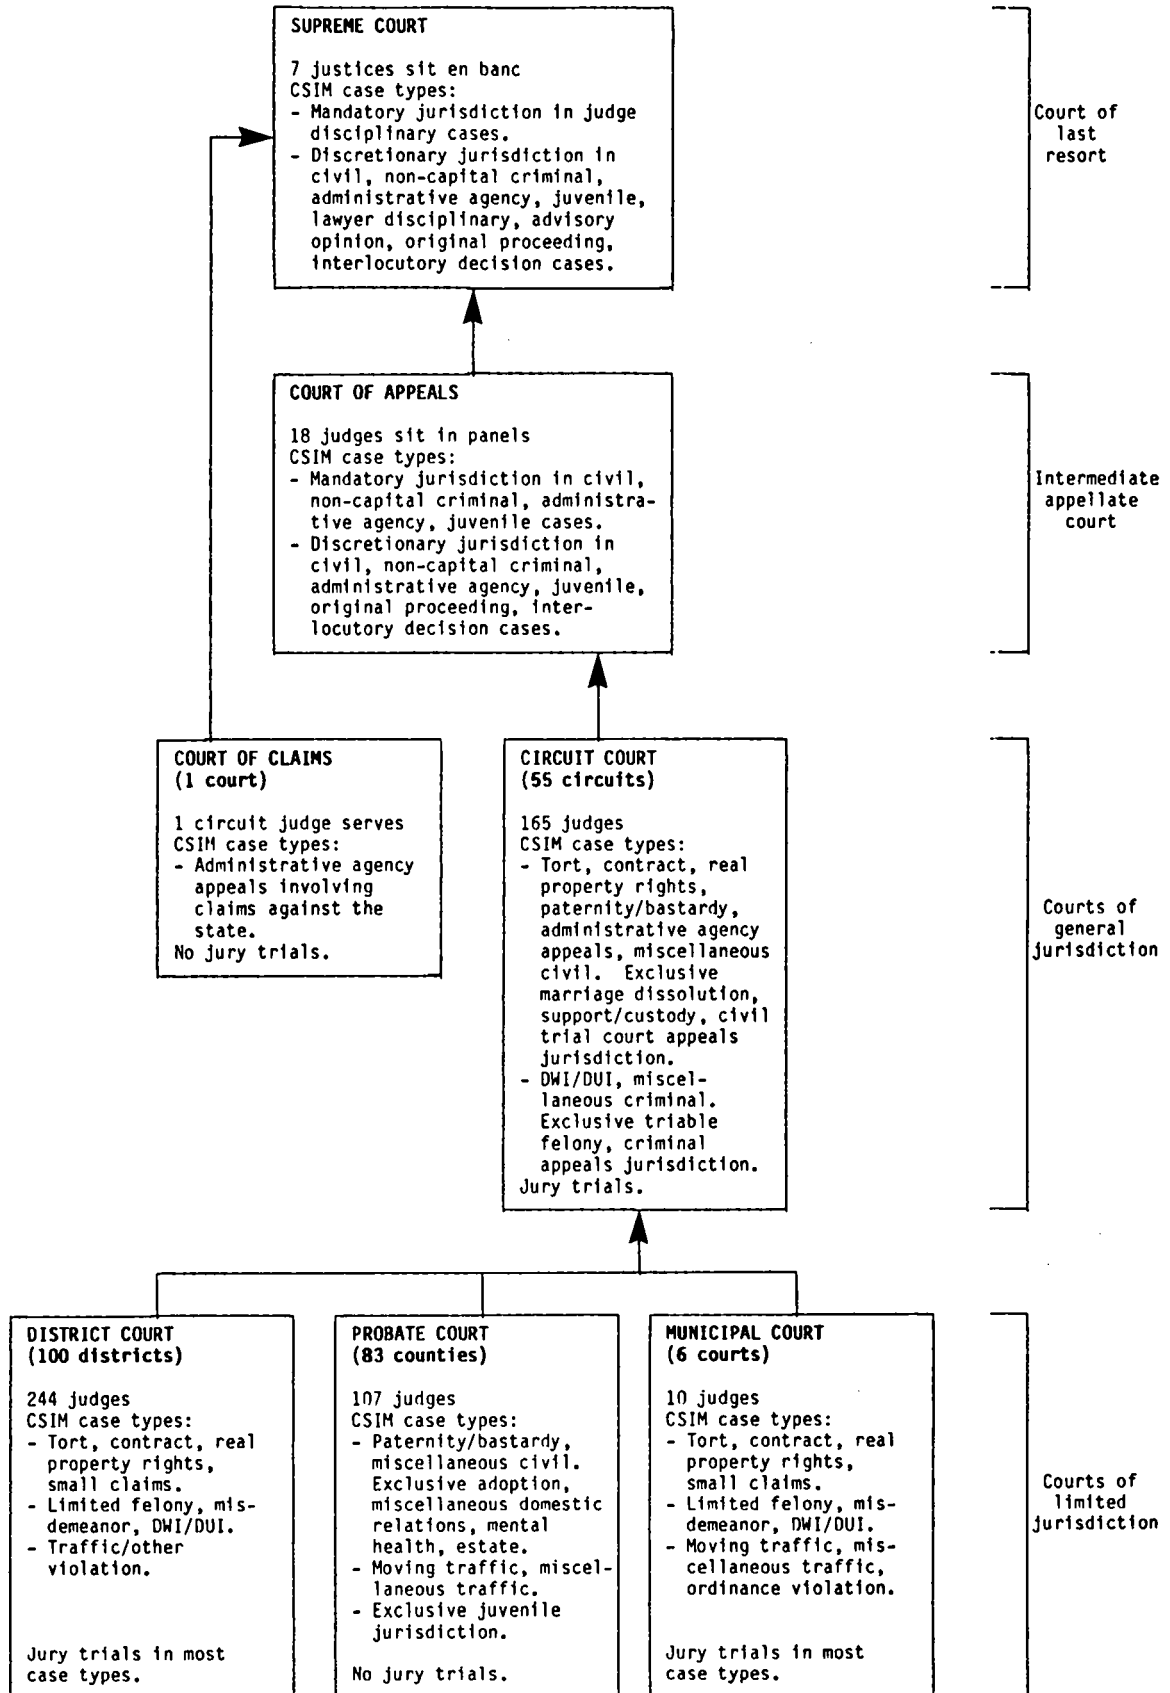 SUPREME COURT
7 justices sit en banc
CSIM case types:
- Mandatory jurisdiction in judge
disciplinary cases.
- Discretionary jurisdiction in
civil, non-capital criminal,
administrative agency, juvenile,
lawyer disciplinary, advisory
opinion, original proceeding,
interlocutory decision cases.
Court of
last
resort
COURT OF APPEALS
18 judges sit in panels
CSIM case types:
- Mandatory jurisdiction in civil,
non-capital criminal, administra-
tive agency, juvenile cases.
- Discretionary jurisdiction in
civil, non-capital criminal,
administrative agency, juvenile,
original proceeding, inter-
locutory decision cases.
Intermediate
appellate
court
COURT OF CLAIMS
(1 court)
1 circuit judge serves
CSIM case types:
- Administrative agency
appeals involving
claims against the
state.
No jury trials.
CIRCUIT COURT
(55 circuits)
165 judges
CSIM case types:
- Tort, contract, real
property rights,
paternity/bastardy,
administrative agency
appeals, miscellaneous
civil. Exclusive
marriage dissolution,
support/custody, civil
trial court appeals
jurisdiction.
- DWI/DUI, miscel-
laneous criminal.
Exclusive triable
felony, criminal
appeals jurisdiction.
Jury trials.
Courts of
general
jurisdiction
DISTRICT COURT
(100 districts)
244 judges
CSIM case types:
- Tort, contract, real
property rights,
small claims.
- Limited felony, mis-
demeanor, DWI/DUI.
- Traffic/other
violation.
Jury trials in most
case types.
PROBATE COURT
(83 counties)
107 judges
CSIM case types:
- Paternity/bastardy,
miscellaneous civil.
Exclusive adoption,
miscellaneous domestic
relations, mental
health, estate.
- Moving traffic, miscel-
laneous traffic.
- Exclusive juvenile
jurisdiction.
No jury trials.
MUNICIPAL COURT
(6 courts)
10 judges
CSIM case types:
- Tort, contract, real
property rights,
small claims.
- Limited felony, mis-
demeanor, DWI/DUI.
- Moving traffic, mis-
cellaneous traffic,
ordinance violation.
Jury trials in most
case types.
Courts of
limited
jurisdiction